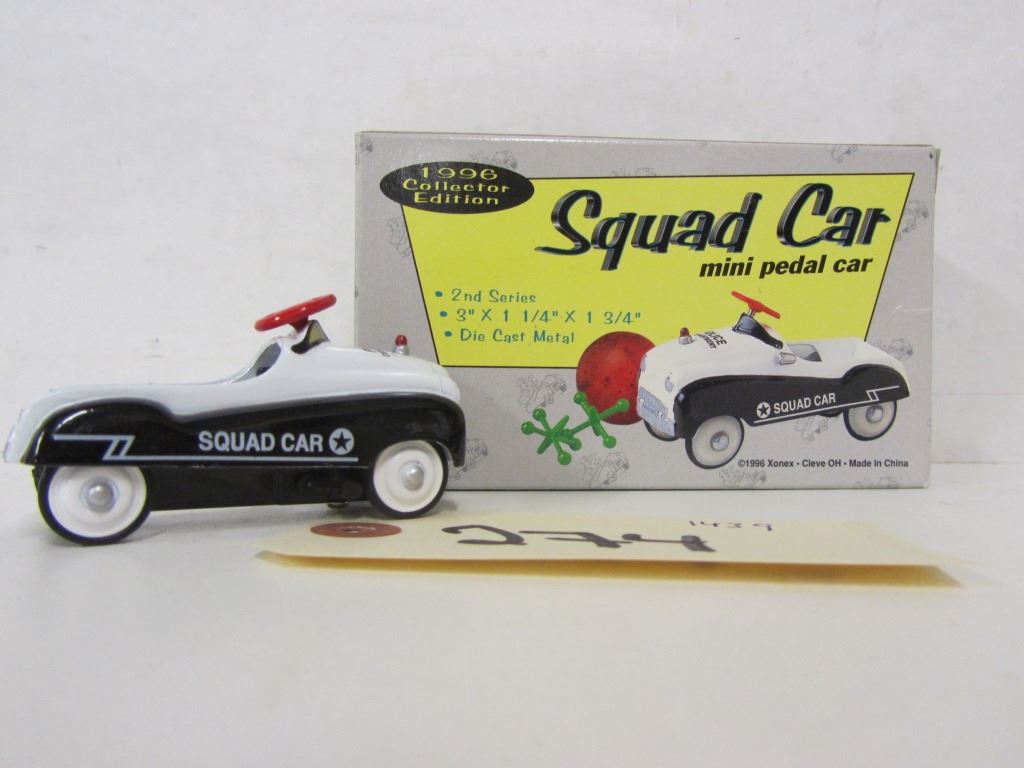 1996
Collector
Edition
Squad Car
mini pedal car
• 2nd Series
• 3" X 1 1/4" X 1 3/4"
• Die Cast Metal
SQUAD CAR
©1996 Xonex • Cleve OH • Made In China
SQUAD CAR
274
1439